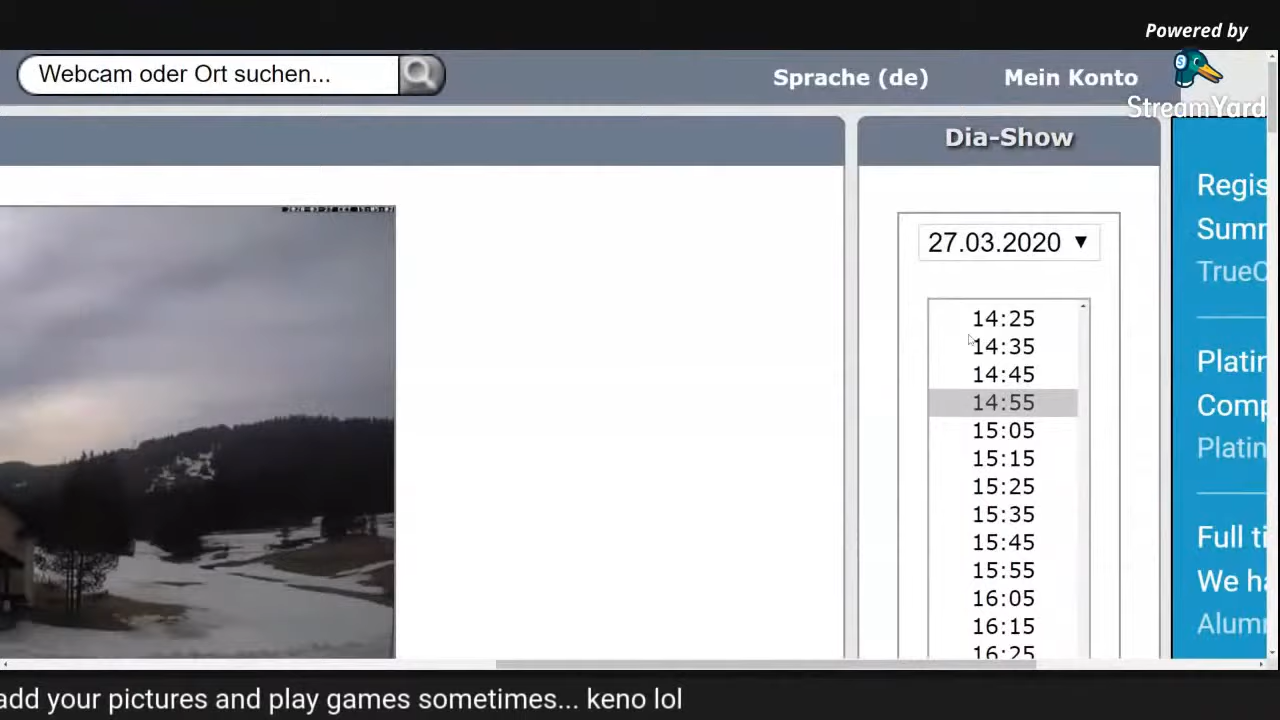 Powered by
StreamYard
Webcam oder Ort suchen...
Sprache (de)
Mein Konto
Dia-Show
27.03.2020
14:25
14:35
14:45
14:55
15:05
15:15
15:25
15:35
15:45
15:55
16:05
16:15
16:25
Regis
Summ
TrueC
Platin
Comp
Platin
Full ti
We ha
Alumn
add your pictures and play games sometimes... keno lol